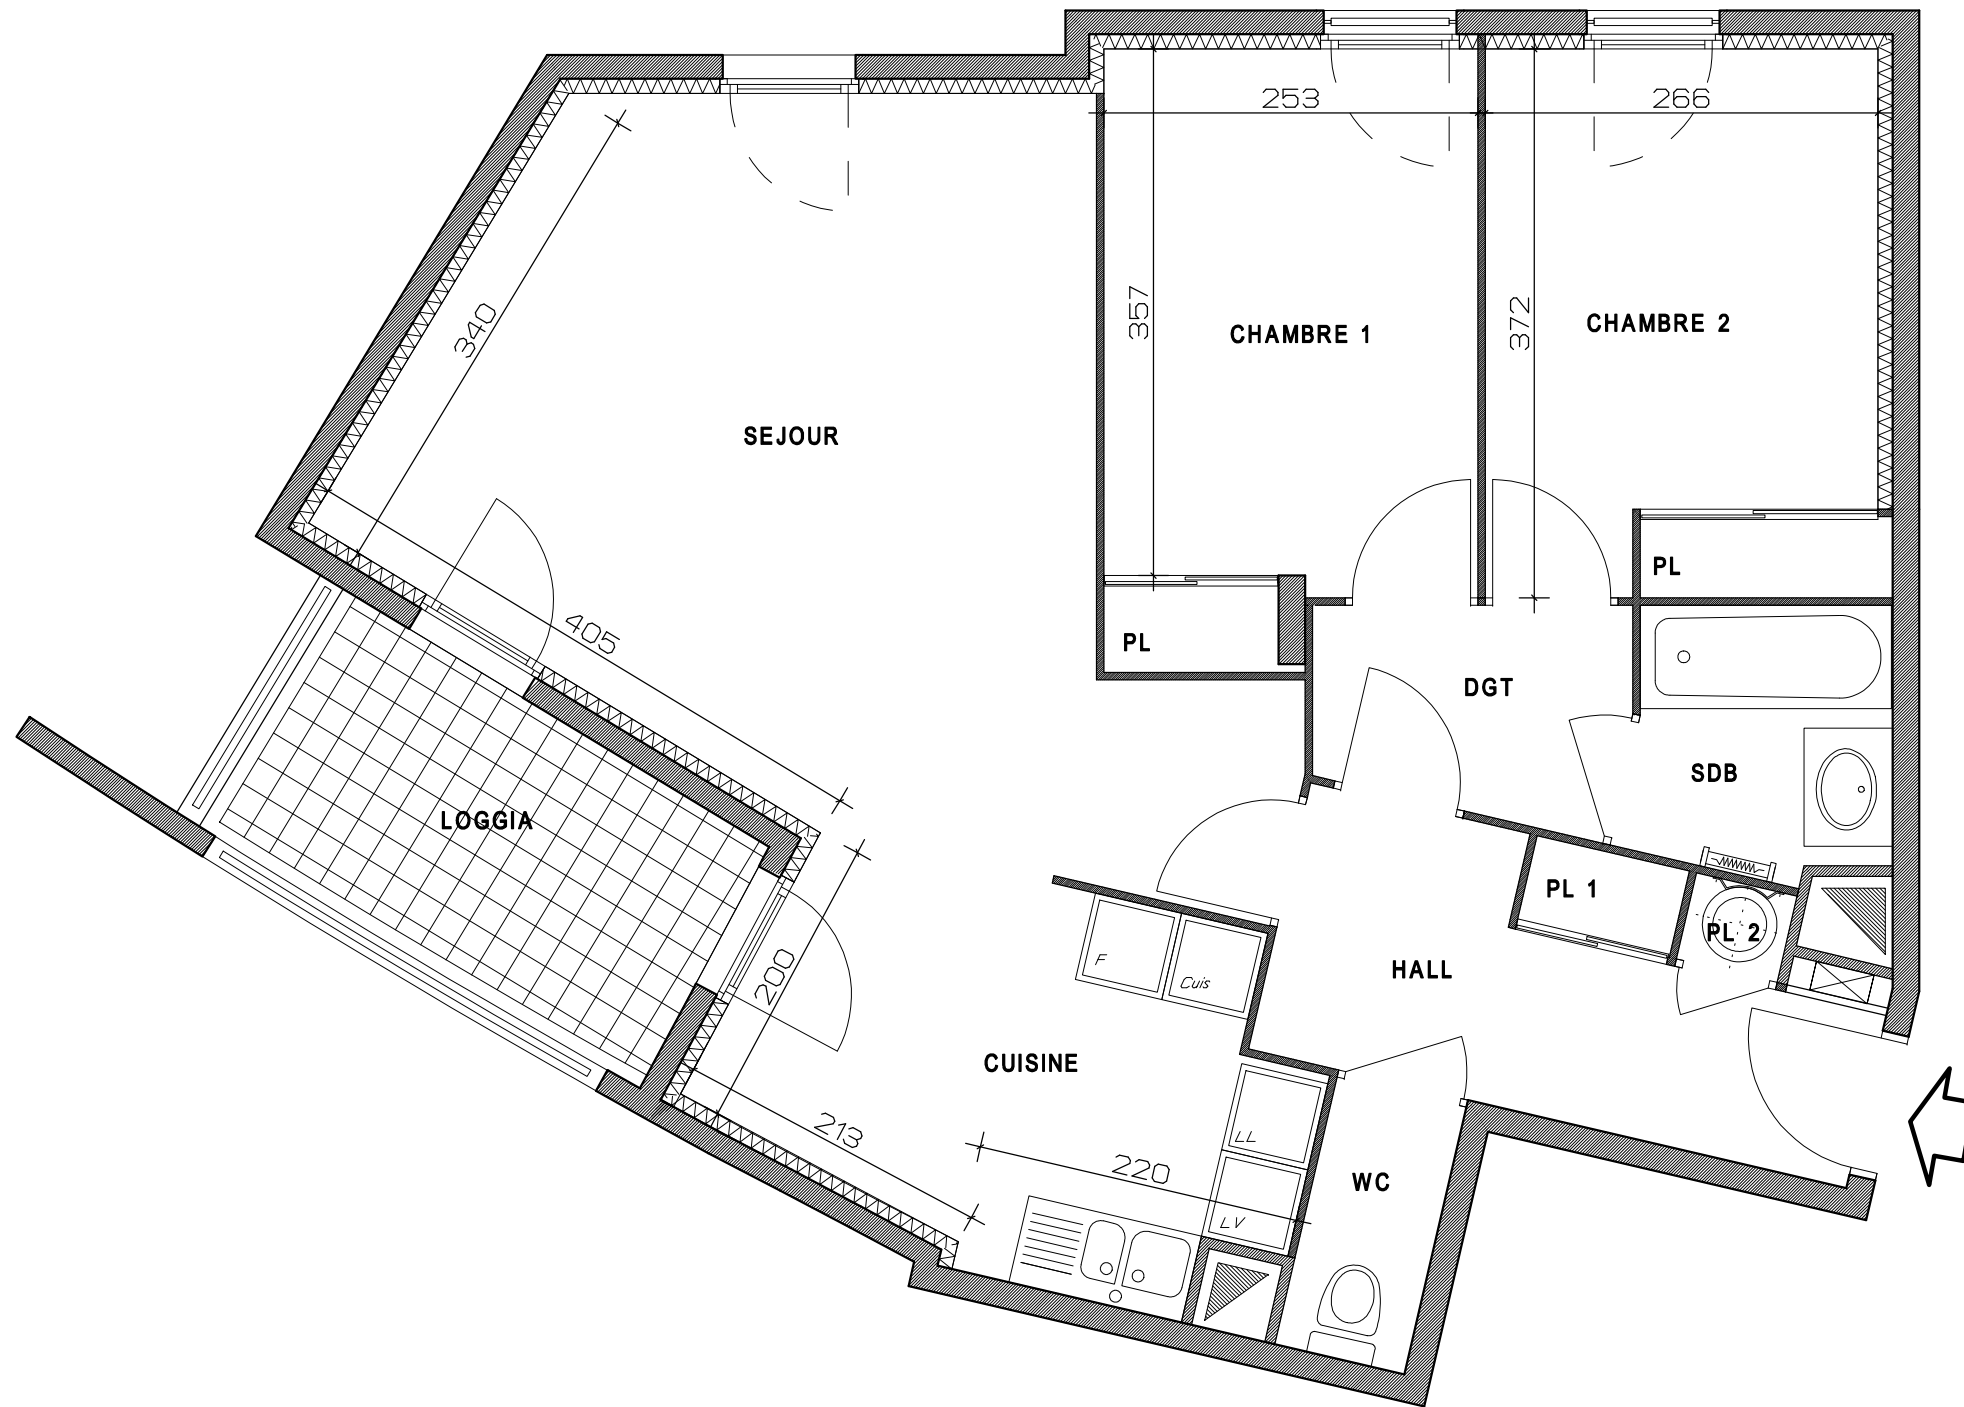 253
266
357
372
340
CHAMBRE 1
CHAMBRE 2
SEJOUR
PL
405
PL
DGT
SDB
LOGGIA
PL 1
PL 2
F
Cuis
HALL
200
CUISINE
213
LL
220
WC
LV